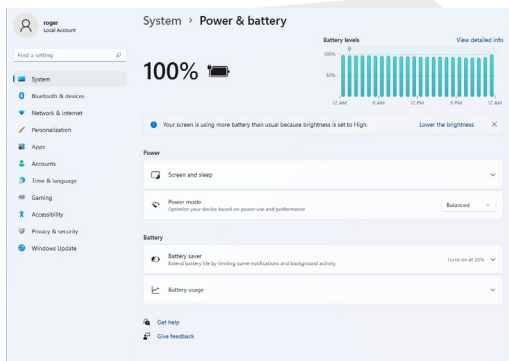 roger
Local Account
Find a setting
System
Bluetooth & devices
Network & internet
Personalization
Apps
Accounts
Time & language
Gaming
Accessibility
Privacy & security
Windows Update
System > Power & battery
Battery levels
View detailed info
100%
100%
50%
12 AM 6 AM 12 PM 6 PM 12 AM
Your screen is using more battery than usual because brightness is set to High.
Lower the brightness
Power
Screen and sleep
Power mode
Optimize your device based on power use and performance
Balanced
Battery
Battery saver
Extend battery life by limiting some notifications and background activity
Turns on at 20%
Battery usage
Get help
Give feedback